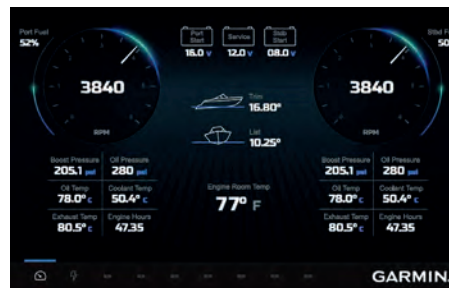 Port Fuel
52%
Port
Start
Service
Stbd
Start
16.0 v
12.0 v
08.0 v
Stbd F
50
3840
RPM
3840
RPM
Trim
16.80°
List
10.25°
Boost Pressure
205.1 psi
Oil Pressure
280 psi
Oil Temp
78.0° c
Coolant Temp
50.4° c
Exhaust Temp
80.5° c
Engine Hours
47.35
Engine Room Temp
77° F
Boost Pressure
205.1 psi
Oil Pressure
280 psi
Oil Temp
78.0° c
Coolant Temp
50.4° c
Exhaust Temp
80.5° c
Engine Hours
47.35
GARMIN